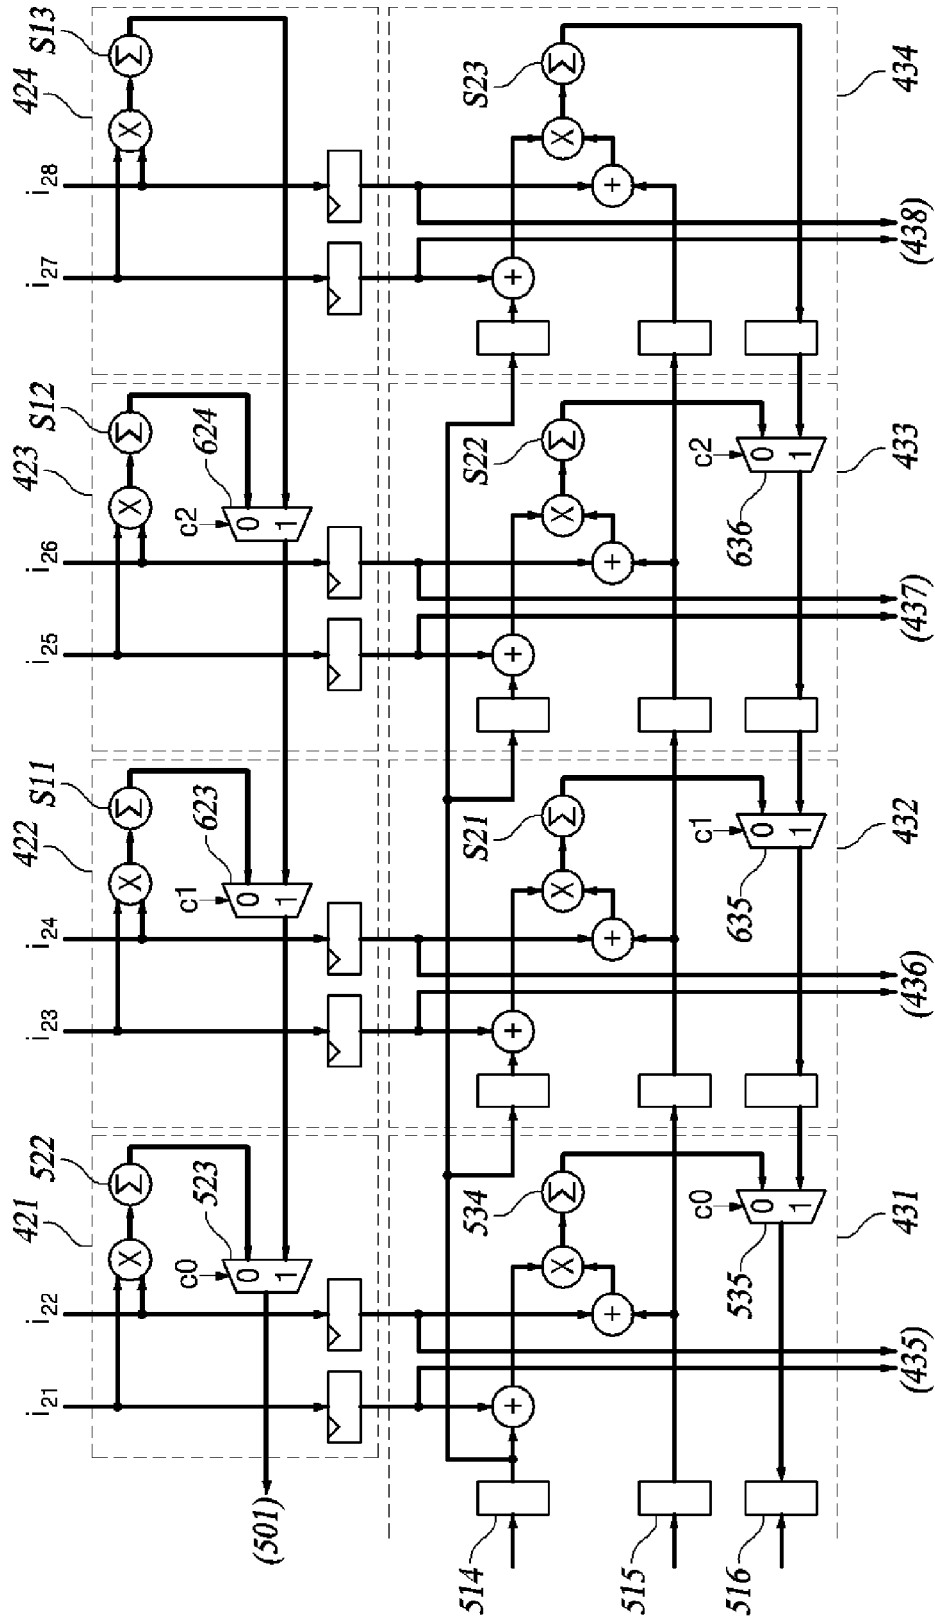 S13
424
i28
i27
S23
434
(438)
S12
423
624
c2
i26
i25
S22
c2
636
433
(437)
S11
422
623
c1
i24
i23
S21
c1
635
432
(436)
522
421
523
c0
i22
i21
534
c0
535
431
(435)
(501)
514
515
516
X
Σ
+
X
Σ
+
X
Σ
0
1
+
X
Σ
+
0
1
X
Σ
0
1
+
X
Σ
+
0
1
X
Σ
0
1
+
X
Σ
+
0
1